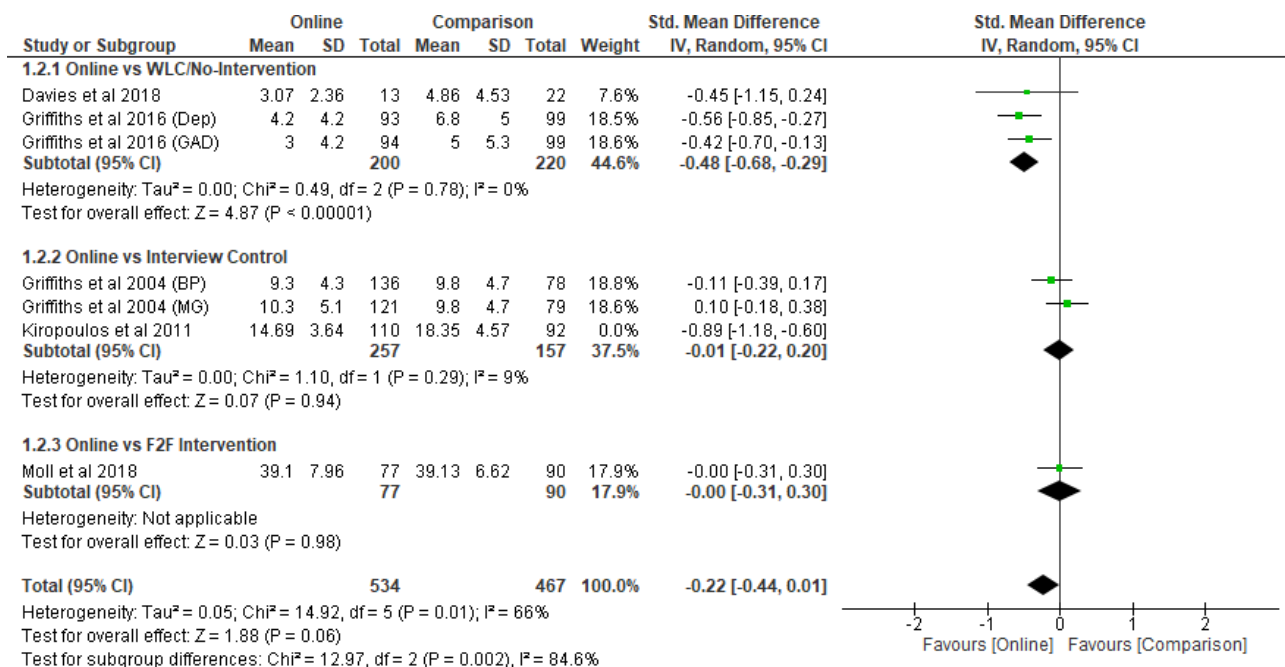 Online Comparison Std. Mean Difference Std. Mean Difference
Study or Subgroup Mean SD Total Mean SD Total Weight IV, Random, 95% CI IV, Random, 95% CI
1.2.1 Online vs WLC/No-Intervention
Davies et al 2018 3.07 2.36 13 4.86 4.53 22 7.6% -0.45 [-1.15, 0.24]
Griffiths et al 2016 (Dep) 4.2 4.2 93 6.8 5 99 18.5% -0.56 [-0.85, -0.27]
Griffiths et al 2016 (GAD) 3 4.2 94 5 5.3 99 18.6% -0.42 [-0.70, -0.13]
Subtotal (95% CI) 200 220 44.6% -0.48 [-0.68, -0.29]
Heterogeneity: Tau² = 0.00; Chi² = 0.49, df = 2 (P = 0.78); I² = 0%
Test for overall effect: Z = 4.87 (P < 0.00001)
1.2.2 Online vs Interview Control
Griffiths et al 2004 (BP) 9.3 4.3 136 9.8 4.7 78 18.8% -0.11 [-0.39, 0.17]
Griffiths et al 2004 (MG) 10.3 5.1 121 9.8 4.7 79 18.6% 0.10 [-0.18, 0.38]
Kiropoulos et al 2011 14.69 3.64 110 18.35 4.57 92 0.0% -0.89 [-1.18, -0.60]
Subtotal (95% CI) 257 157 37.5% -0.01 [-0.22, 0.20]
Heterogeneity: Tau² = 0.00; Chi² = 1.10, df = 1 (P = 0.29); I² = 9%
Test for overall effect: Z = 0.07 (P = 0.94)
1.2.3 Online vs F2F Intervention
Moll et al 2018 39.1 7.96 77 39.13 6.62 90 17.9% -0.00 [-0.31, 0.30]
Subtotal (95% CI) 77 90 17.9% -0.00 [-0.31, 0.30]
Heterogeneity: Not applicable
Test for overall effect: Z = 0.03 (P = 0.98)
Total (95% CI) 534 467 100.0% -0.22 [-0.44, 0.01]
Heterogeneity: Tau² = 0.05; Chi² = 14.92, df = 5 (P = 0.01); I² = 66%
Test for overall effect: Z = 1.88 (P = 0.06)
Test for subgroup differences: Chi² = 12.97, df = 2 (P = 0.002), I² = 84.6%
-2 -1 0 1 2
Favours [Online] Favours [Comparison]